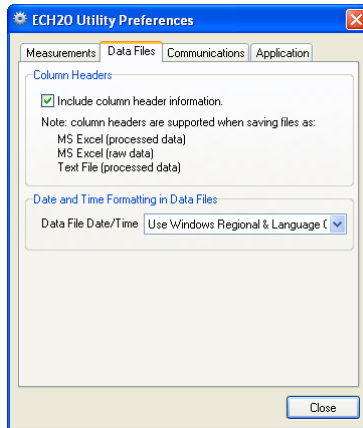 ECH2O Utility Preferences
Measurements Data Files Communications Application
Column Headers
Include column header information.
Note: column headers are supported when saving files as:
MS Excel (processed data)
MS Excel (raw data)
Text File (processed data)
Date and Time Formatting in Data Files
Data File Date/Time Use Windows Regional & Language (
Close